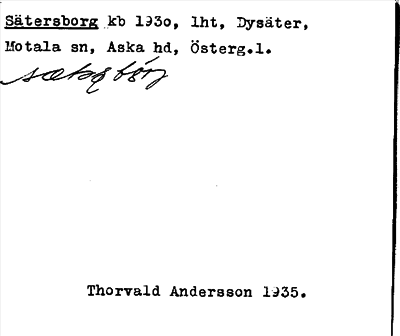 Sätersborg kb 193o, lht, Dysäter,
Motala sn, Aska hd, Österg.l.
Thorvald Andersson 1935.